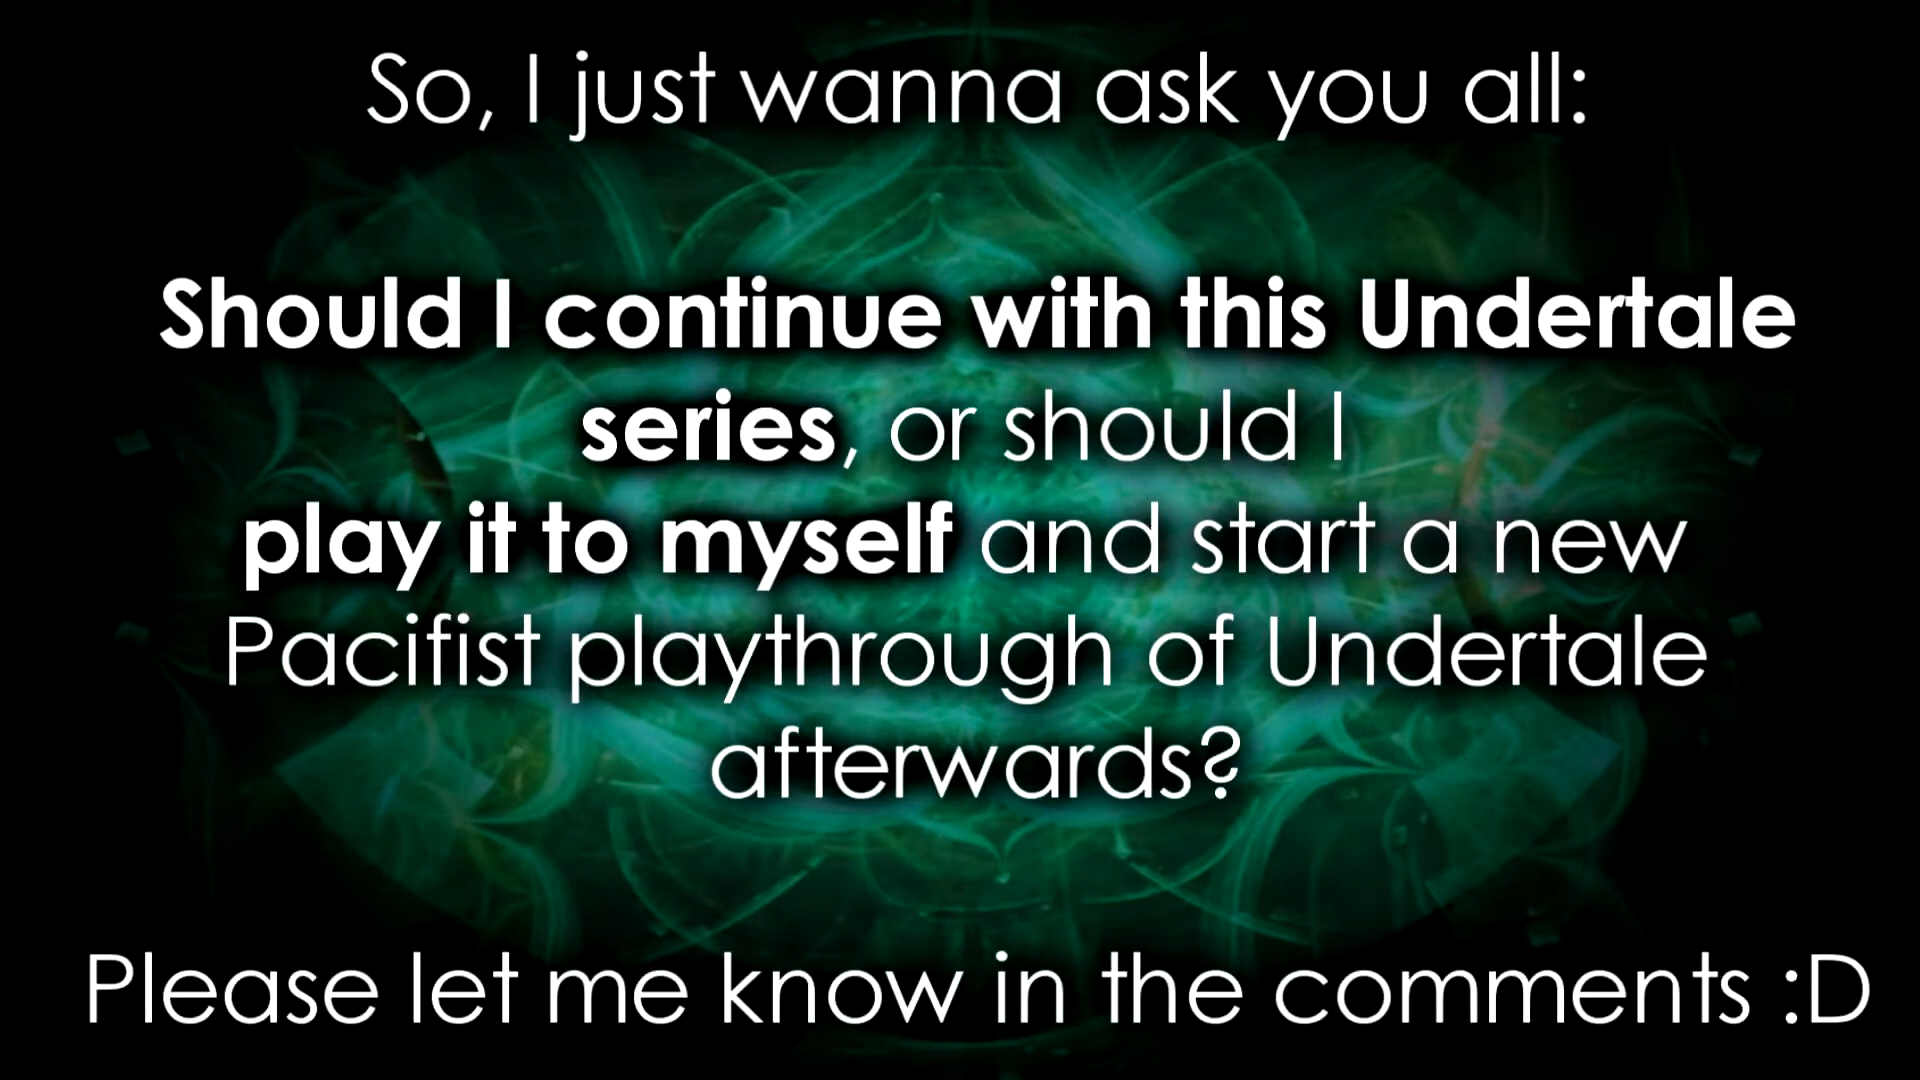 So, I just wanna ask you all:
Should I continue with this Undertale
series, or should I
play it to myself and start a new
Pacifist playthrough of Undertale
afterwards?
Please let me know in the comments :D